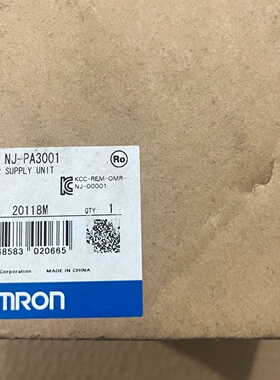 NJ-PA3001
SUPPLY UNIT
Ro
KCC-REM-OMR-
NJ-00001
20118M
QTY 1
8583 020665
Corporation MADE IN CHINA
MRON